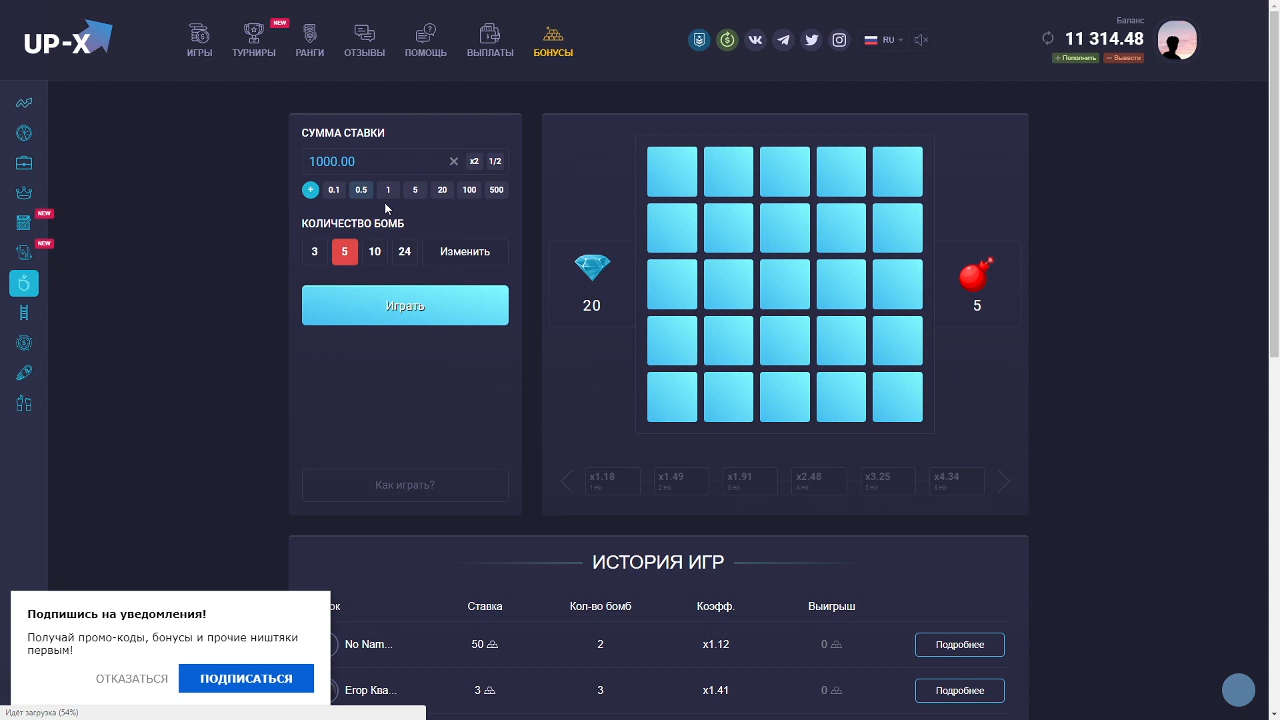 UP-X
ИГРЫ
NEW
ТУРНИРЫ
РАНГИ
ОТЗЫВЫ
ПОМОЩЬ
ВЫПЛАТЫ
БОНУСЫ
RU
Баланс
11 314.48
Пополнить
Вывести
NEW
NEW
СУММА СТАВКИ
1000.00
x2
1/2
+ 0.1 0.5 1 5 20 100 500
КОЛИЧЕСТВО БОМБ
3 5 10 24 Изменить
Играть
Как играть?
20
5
x1.18 x1.49 x1.91 x2.48 x3.25 x4.34
ИСТОРИЯ ИГР
ок Ставка Кол-во бомб Коэфф. Выигрыш
No Nam... 50 2 x1.12 0 Подробнее
Егор Ква... 3 3 x1.41 0 Подробнее
Подпишись на уведомления!
Получай промо-коды, бонусы и прочие ништяки
первым!
ОТКАЗАТЬСЯ ПОДПИСАТЬСЯ
Идёт загрузка (54%)